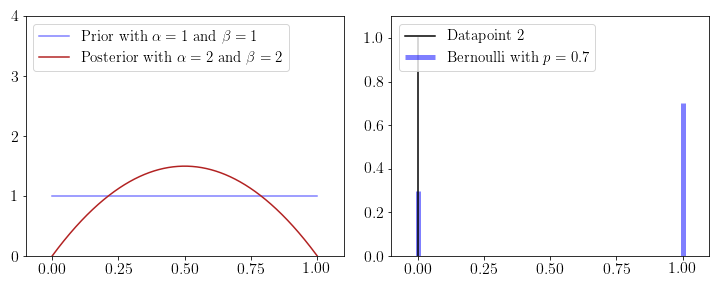 Prior with α = 1 and β = 1
Posterior with α = 2 and β = 2
4
3
2
1
0
0.00 0.25 0.50 0.75 1.00
Datapoint 2
Bernoulli with p = 0.7
1.0
0.8
0.6
0.4
0.2
0.0
0.00 0.25 0.50 0.75 1.00